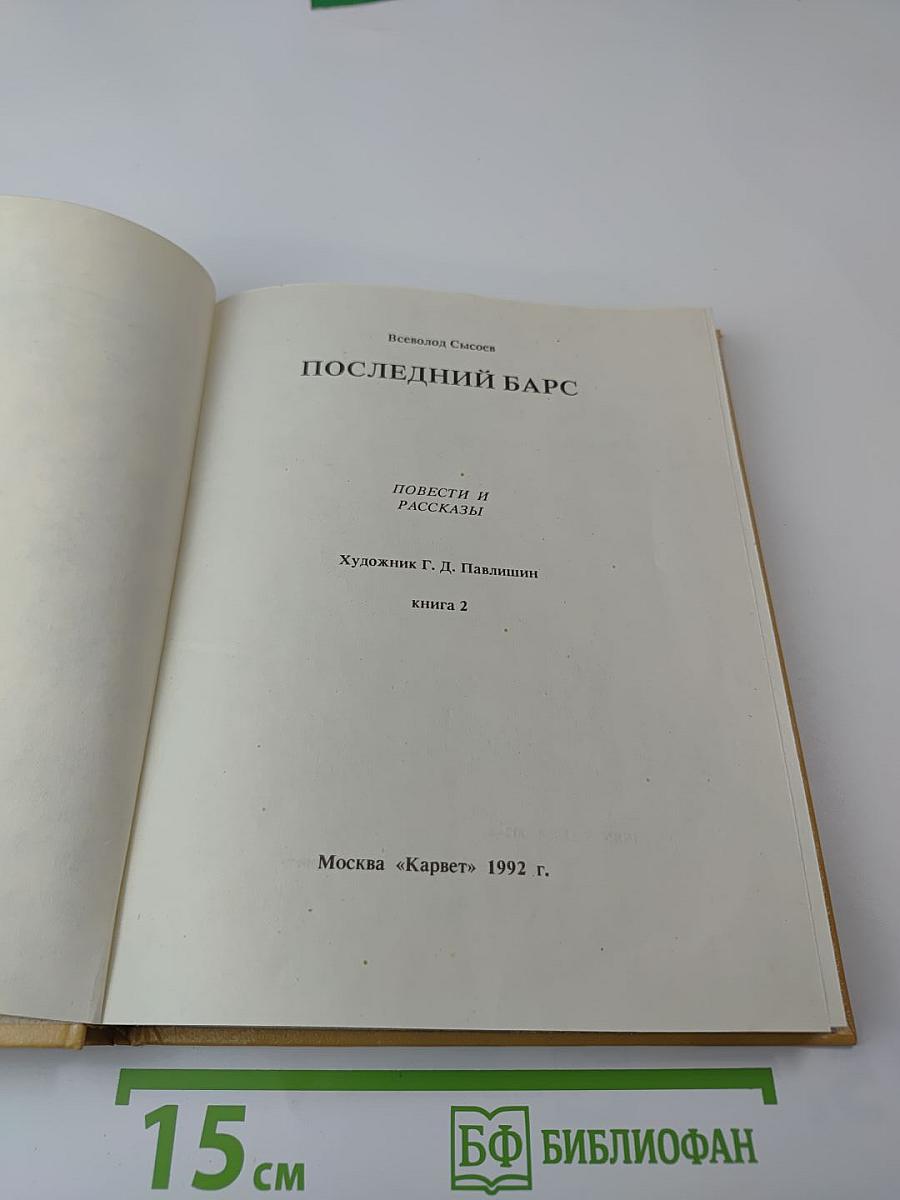 Всеволод Сысоев
ПОСЛЕДНИЙ БАРС
ПОВЕСТИ И
РАССКАЗЫ
Художник Г. Д. Павлишин
книга 2
Москва «Карвет» 1992 г.
15 см
БФ БИБЛИОФАН